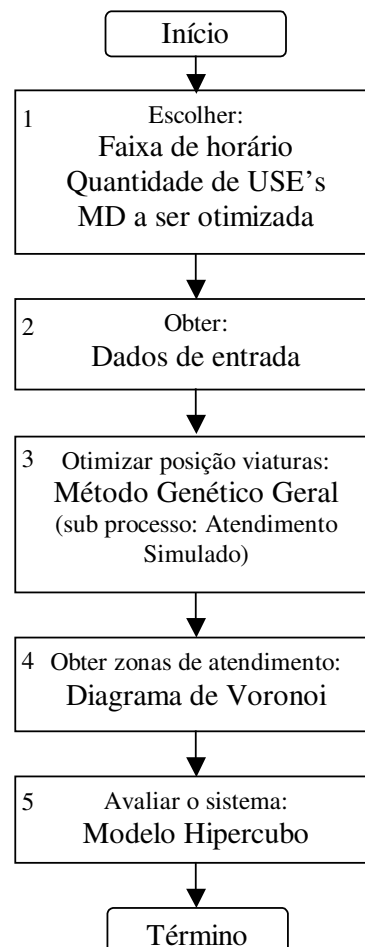 Início
1 Escolher:
Faixa de horário
Quantidade de USE's
MD a ser otimizada
2 Obter:
Dados de entrada
3 Otimizar posição viaturas:
Método Genético Geral
(sub processo: Atendimento
Simulado)
4 Obter zonas de atendimento:
Diagrama de Voronoi
5 Avaliar o sistema:
Modelo Hipercubo
Término